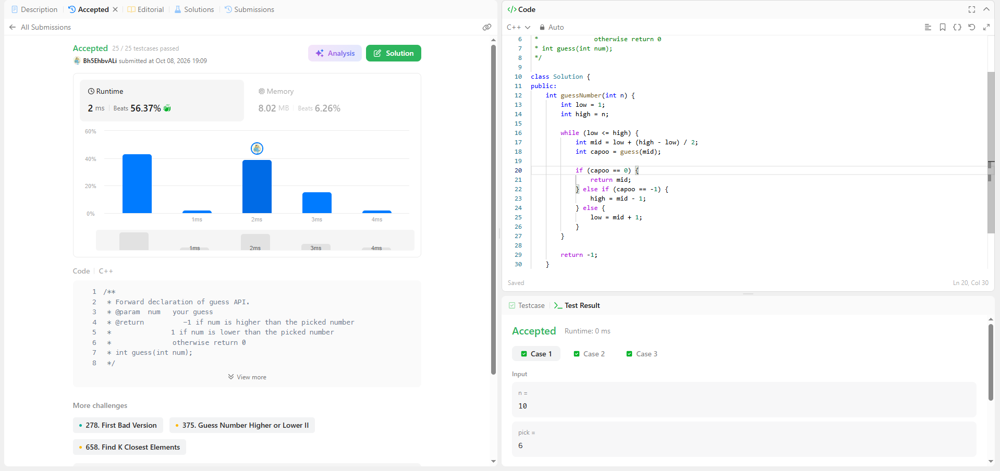 Description
Accepted
Editorial
Solutions
Submissions
All Submissions
Accepted 25 / 25 testcases passed
Bh5EhbvALi submitted at Oct 08, 2026 19:09
Analysis
Solution
Runtime
2 ms Beats 56.37%
Memory
8.02 MB Beats 6.26%
60%
40%
20%
0%
1ms 2ms 3ms 4ms
1ms 2ms 3ms 4ms
Code C++
1 /**
2  * Forward declaration of guess API.
3  * @param  num   your guess
4  * @return          -1 if num is higher than the picked number
5  *               1 if num is lower than the picked number
6  *               otherwise return 0
7  * int guess(int num);
8  */
View more
More challenges
278. First Bad Version
375. Guess Number Higher or Lower II
658. Find K Closest Elements
Code
C++ Auto
6  *               otherwise return 0
7  * int guess(int num);
8  */
9
10 class Solution {
11 public:
12     int guessNumber(int n) {
13         int low = 1;
14         int high = n;
15
16         while (low <= high) {
17             int mid = low + (high - low) / 2;
18             int capoo = guess(mid);
19
20             if (capoo == 0) {
21                 return mid;
22             } else if (capoo == -1) {
23                 high = mid - 1;
24             } else {
25                 low = mid + 1;
26             }
27         }
28
29         return -1;
30     }
Saved
Ln 20, Col 30
Testcase
Test Result
Accepted Runtime: 0 ms
Case 1
Case 2
Case 3
Input
n =
10
pick =
6